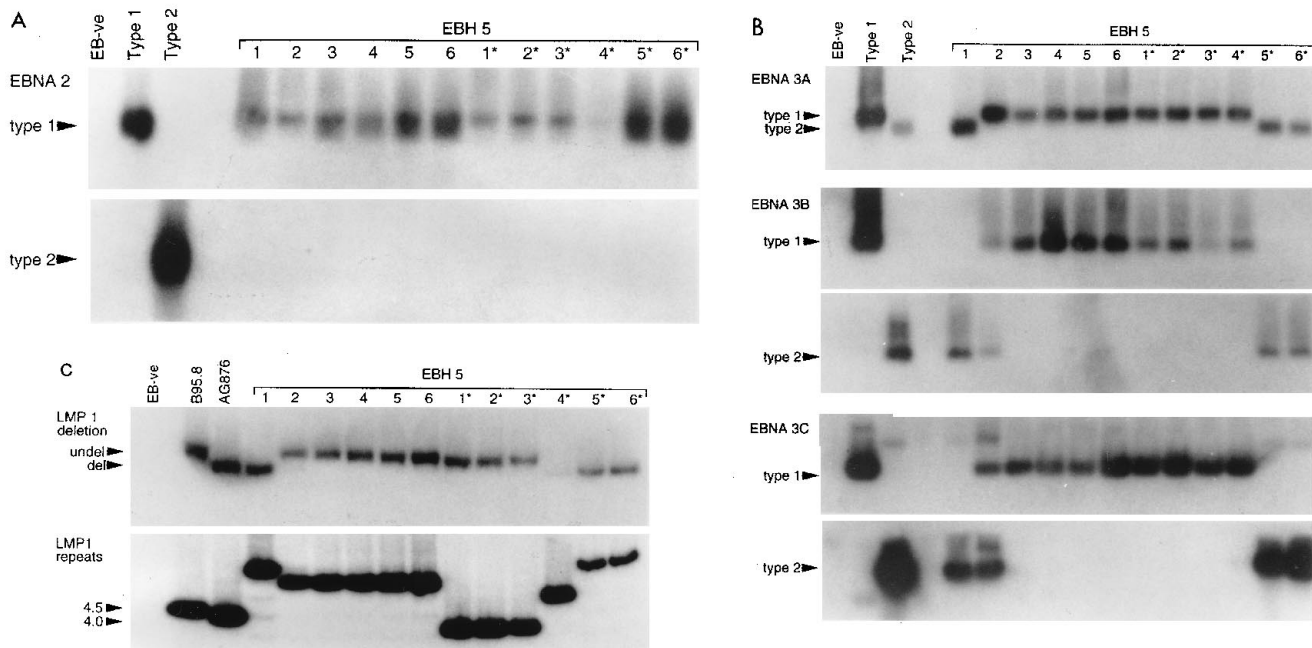 A
EB-ve
Type 1
Type 2
EBH 5
1 2 3 4 5 6 1* 2* 3* 4* 5* 6*
EBNA 2
type 1
type 2
B
EB-ve
Type 1
Type 2
EBH 5
1 2 3 4 5 6 1* 2* 3* 4* 5* 6*
EBNA 3A
type 1
type 2
EBNA 3B
type 1
type 2
EBNA 3C
type 1
type 2
C
EB-ve
B95.8
AG876
EBH 5
1 2 3 4 5 6 1* 2* 3* 4* 5* 6*
LMP 1
deletion
undel
del
LMP1
repeats
4.5
4.0